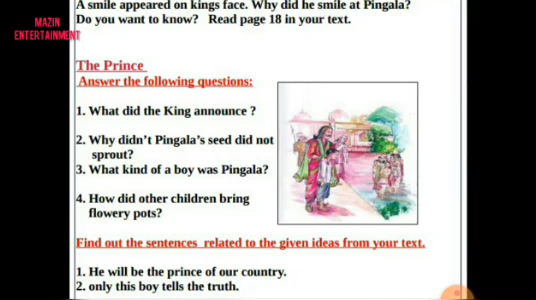 A smile appeared on kings face. Why did he smile at Pingala?
Do you want to know? Read page 18 in your text.
MAZIN
ENTERTAINMENT
The Prince
Answer the following questions:
1. What did the King announce ?
2. Why didn't Pingala's seed did not
sprout?
3. What kind of a boy was Pingala?
4. How did other children bring
flowery pots?
Find out the sentences related to the given ideas from your text.
1. He will be the prince of our country.
2. only this boy tells the truth.